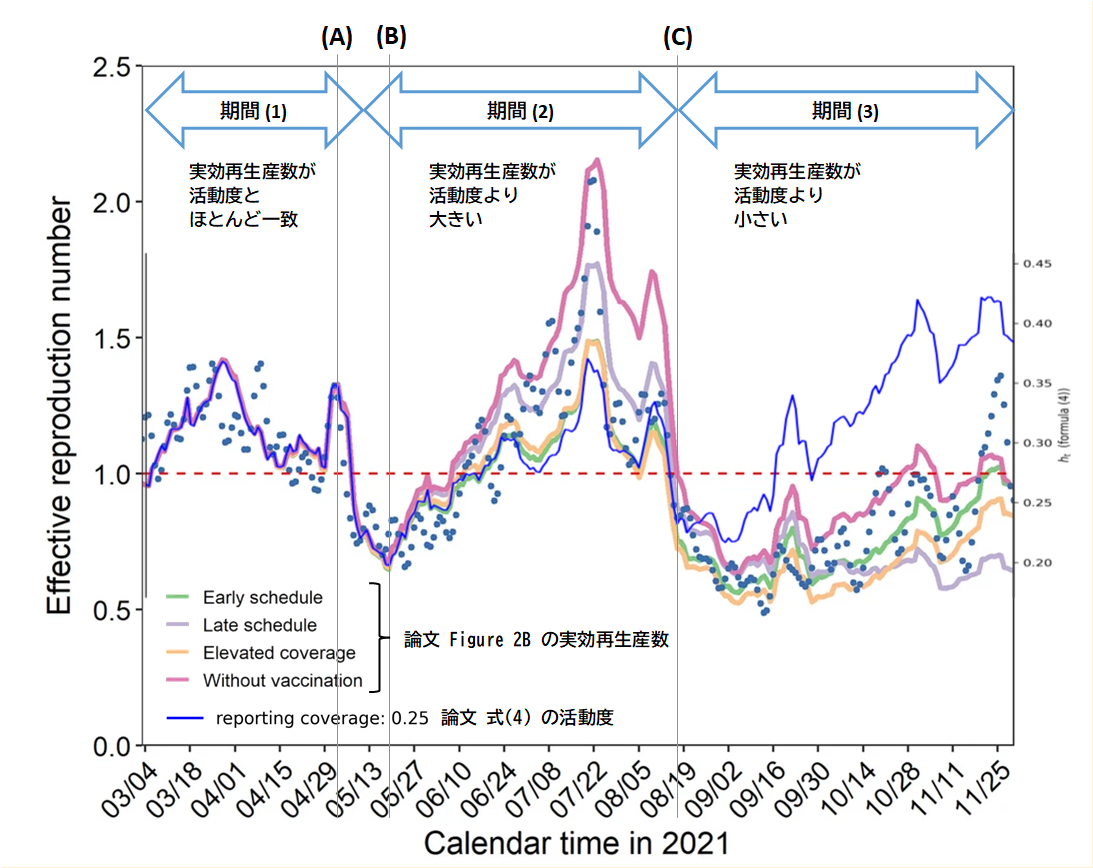 (A) (B) (C)
期間 (1) 期間 (2) 期間 (3)
実効再生産数が
活動度と
ほとんど一致
実効再生産数が
活動度より
大きい
実効再生産数が
活動度より
小さい
Effective reproduction number
2.5
2.0
1.5
1.0
0.5
0.0
0.45
0.40
0.35
0.30
0.25
0.20
ht (formula (4))
Early schedule
Late schedule
Elevated coverage
Without vaccination
論文 Figure 2B の実効再生産数
reporting coverage: 0.25 論文 式(4) の活動度
03/04 03/18 04/01 04/15 04/29 05/13 05/27 06/10 06/24 07/08 07/22 08/05 08/19 09/02 09/16 09/30 10/14 10/28 11/11 11/25
Calendar time in 2021